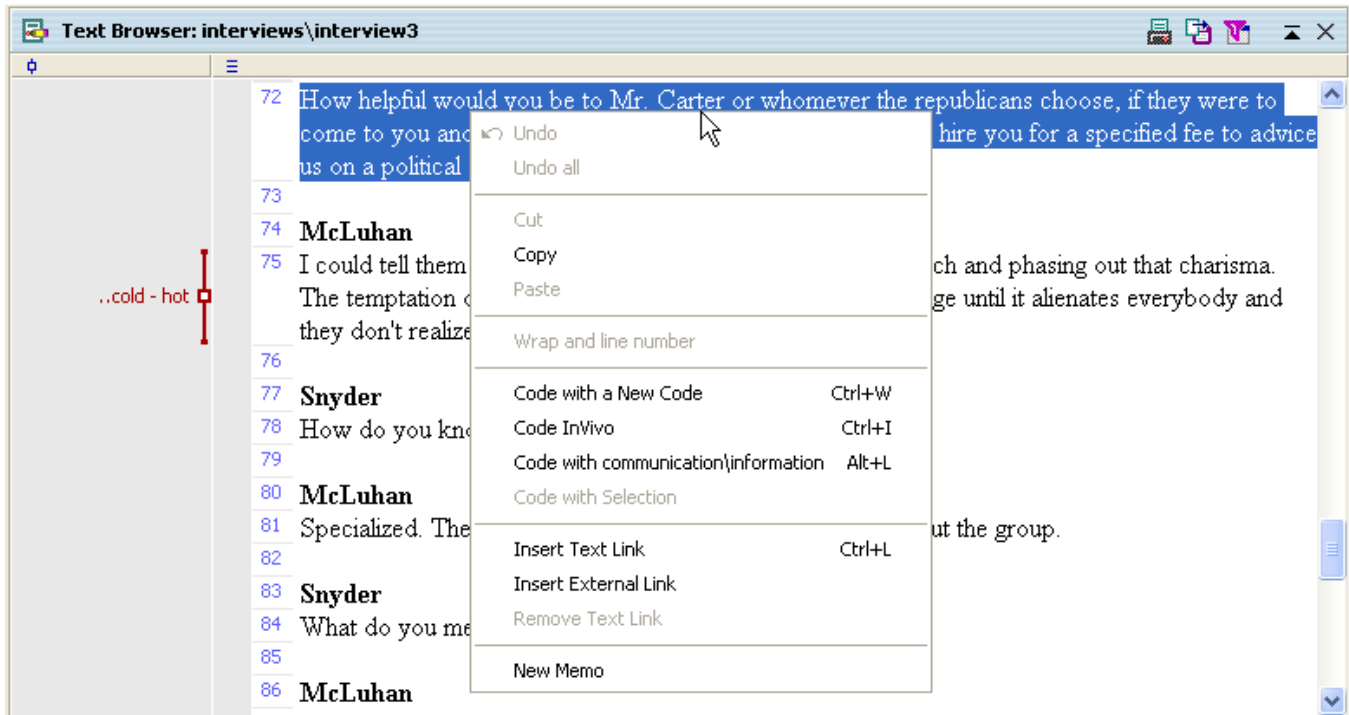 Text Browser: interviews\interview3
72 How helpful would you be to Mr. Carter or whomever the republicans choose, if they were to
come to you and hire you for a specified fee to advice
us on a political
73
74 McLuhan
75 I could tell them ch and phasing out that charisma.
..cold - hot The temptation ge until it alienates everybody and
they don't realize
76
77 Snyder
78 How do you kno
79
80 McLuhan
81 Specialized. The ut the group.
82
83 Snyder
84 What do you me
85
86 McLuhan
Undo
Undo all
Cut
Copy
Paste
Wrap and line number
Code with a New Code Ctrl+W
Code InVivo Ctrl+I
Code with communication\information Alt+L
Code with Selection
Insert Text Link Ctrl+L
Insert External Link
Remove Text Link
New Memo